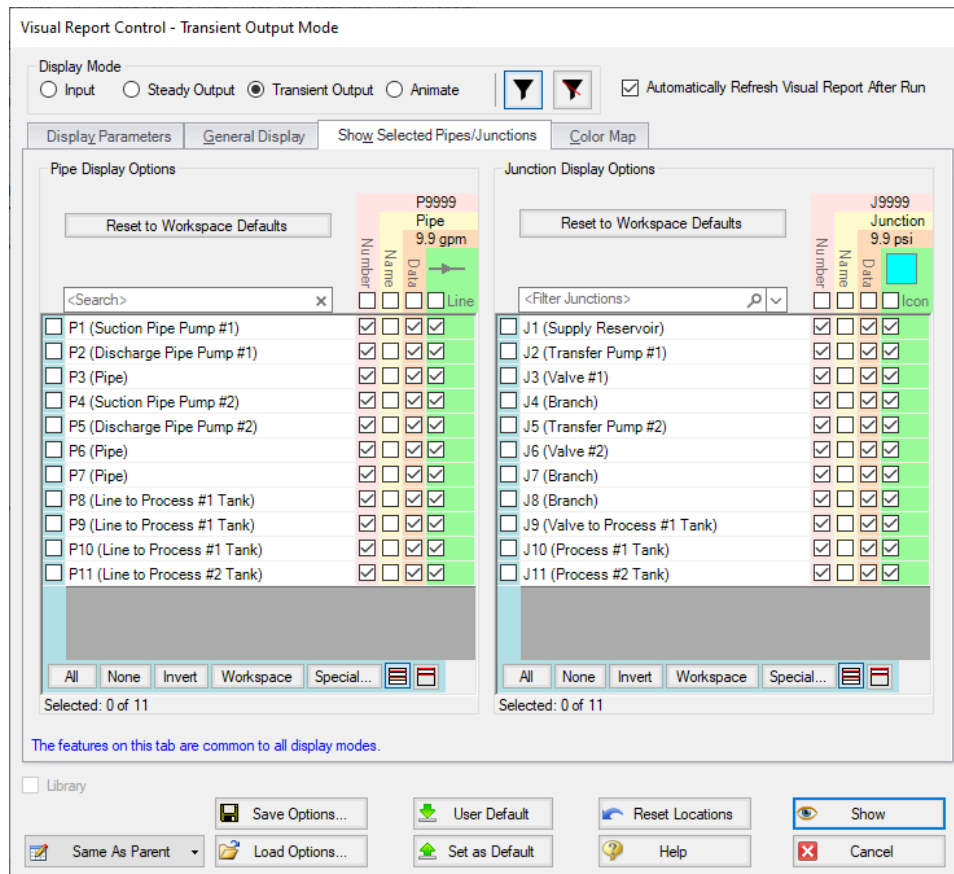 Visual Report Control - Transient Output Mode
Display Mode
Input Steady Output Transient Output Animate Automatically Refresh Visual Report After Run
Display Parameters General Display Show Selected Pipes/Junctions Color Map
Pipe Display Options
Reset to Workspace Defaults
P9999
Pipe
9.9 gpm
Number
Name
Data
Line
<Search>
P1 (Suction Pipe Pump #1)
P2 (Discharge Pipe Pump #1)
P3 (Pipe)
P4 (Suction Pipe Pump #2)
P5 (Discharge Pipe Pump #2)
P6 (Pipe)
P7 (Pipe)
P8 (Line to Process #1 Tank)
P9 (Line to Process #1 Tank)
P10 (Line to Process #1 Tank)
P11 (Line to Process #2 Tank)
All None Invert Workspace Special...
Selected: 0 of 11
Junction Display Options
Reset to Workspace Defaults
J9999
Junction
9.9 psi
Number
Name
Data
Icon
<Filter Junctions>
J1 (Supply Reservoir)
J2 (Transfer Pump #1)
J3 (Valve #1)
J4 (Branch)
J5 (Transfer Pump #2)
J6 (Valve #2)
J7 (Branch)
J8 (Branch)
J9 (Valve to Process #1 Tank)
J10 (Process #1 Tank)
J11 (Process #2 Tank)
All None Invert Workspace Special...
Selected: 0 of 11
The features on this tab are common to all display modes.
Library
Save Options... User Default Reset Locations Show
Same As Parent Load Options... Set as Default Help Cancel